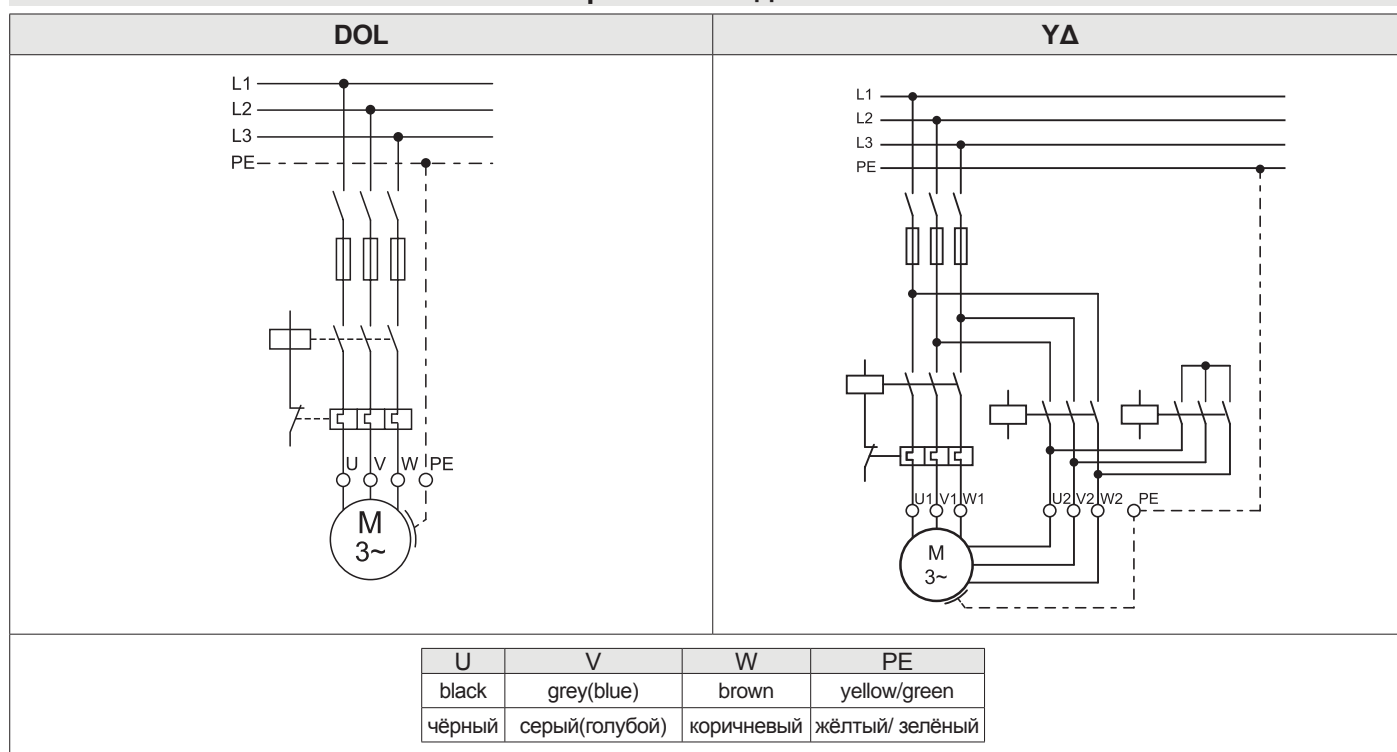 DOL
YΔ
L1
L2
L3
PE
U V W PE
M
3~
L1
L2
L3
PE
U1 V1 W1 U2 V2 W2 PE
M
3~
U V W PE
black grey(blue) brown yellow/green
чёрный серый(голубой) коричневый жёлтый/ зелёный